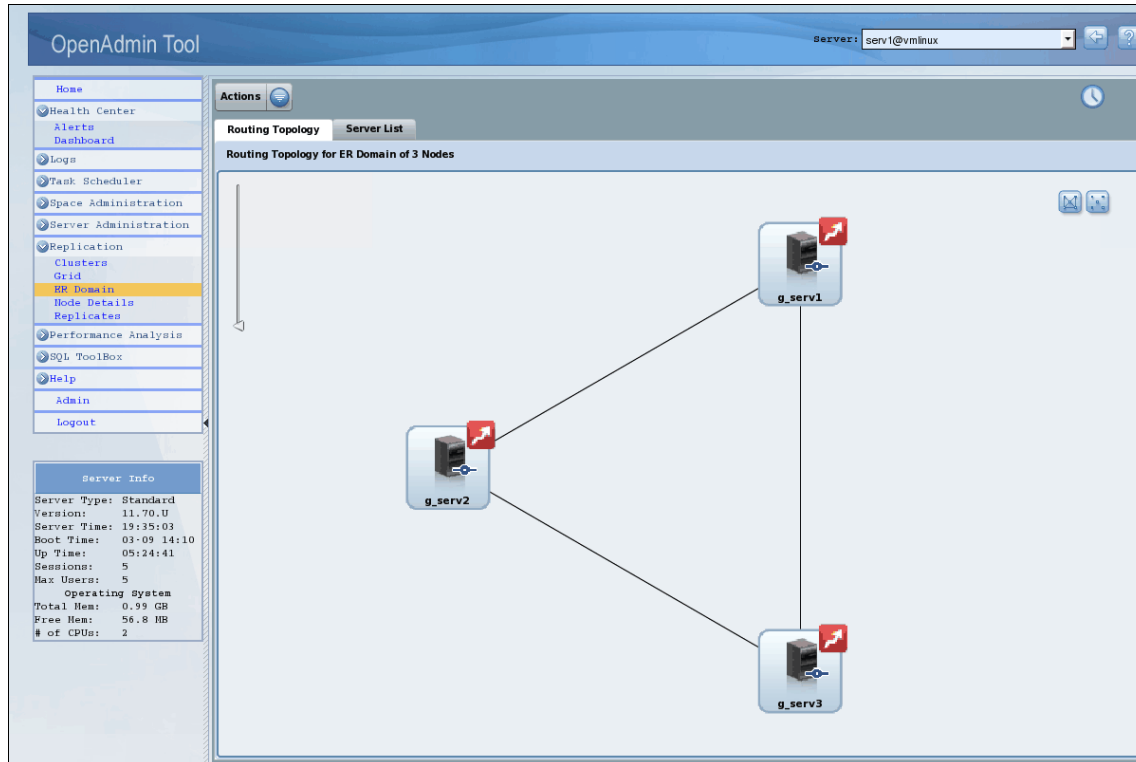 OpenAdmin Tool
Server: serv1@vmlinux
Home
Health Center
Alerts
Dashboard
Logs
Task Scheduler
Space Administration
Server Administration
Replication
Clusters
Grid
ER Domain
Node Details
Replicates
Performance Analysis
SQL ToolBox
Help
Admin
Logout
Server Info
Server Type: Standard
Version: 11.70.U
Server Time: 19:35:03
Boot Time: 03-09 14:10
Up Time: 05:24:41
Sessions: 5
Max Users: 5
Operating System
Total Mem: 0.99 GB
Free Mem: 56.8 MB
# of CPUs: 2
Actions
Routing Topology Server List
Routing Topology for ER Domain of 3 Nodes
g_serv1
g_serv2
g_serv3